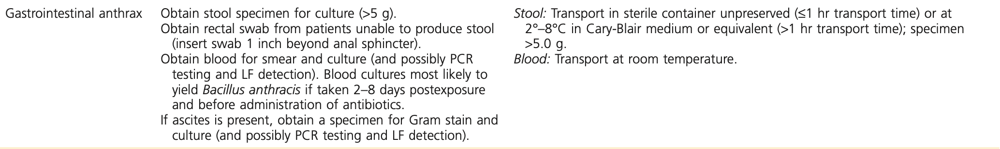 Gastrointestinal anthrax
Obtain stool specimen for culture (>5 g).
Obtain rectal swab from patients unable to produce stool
(insert swab 1 inch beyond anal sphincter).
Obtain blood for smear and culture (and possibly PCR
testing and LF detection). Blood cultures most likely to
yield Bacillus anthracis if taken 2–8 days postexposure
and before administration of antibiotics.
If ascites is present, obtain a specimen for Gram stain and
culture (and possibly PCR testing and LF detection).
Stool: Transport in sterile container unpreserved (≤1 hr transport time) or at
2°–8°C in Cary-Blair medium or equivalent (>1 hr transport time); specimen
>5.0 g.
Blood: Transport at room temperature.